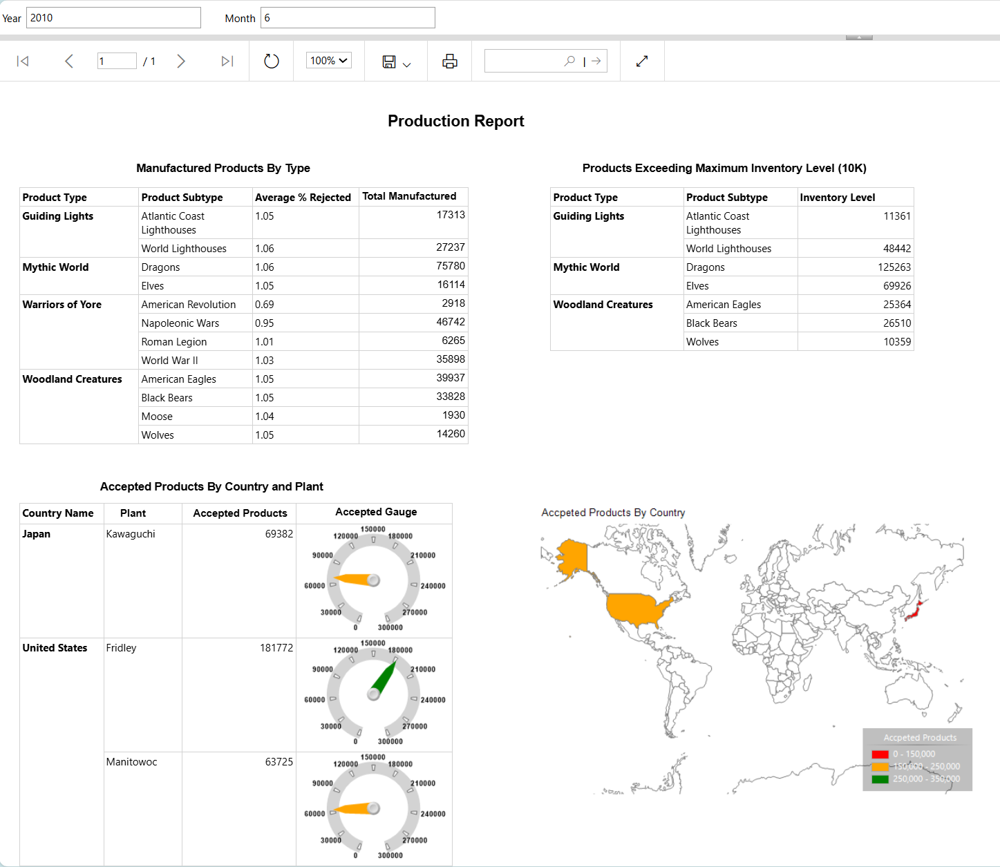 Year 2010 Month 6
1 / 1 100%
Production Report
Manufactured Products By Type
Product Type Product Subtype Average % Rejected Total Manufactured
Guiding Lights Atlantic Coast Lighthouses 1.05 17313
World Lighthouses 1.06 27237
Mythic World Dragons 1.06 75780
Elves 1.05 16114
Warriors of Yore American Revolution 0.69 2918
Napoleonic Wars 0.95 46742
Roman Legion 1.01 6265
World War II 1.03 35898
Woodland Creatures American Eagles 1.05 39937
Black Bears 1.05 33828
Moose 1.04 1930
Wolves 1.05 14260
Products Exceeding Maximum Inventory Level (10K)
Product Type Product Subtype Inventory Level
Guiding Lights Atlantic Coast Lighthouses 11361
World Lighthouses 48442
Mythic World Dragons 125263
Elves 69926
Woodland Creatures American Eagles 25364
Black Bears 26510
Wolves 10359
Accepted Products By Country and Plant
Country Name Plant Accepted Products Accepted Gauge
Japan Kawaguchi 69382
0 30000 60000 90000 120000 150000 180000 210000 240000 270000 300000
United States Fridley 181772
0 30000 60000 90000 120000 150000 180000 210000 240000 270000 300000
Manitowoc 63725
0 30000 60000 90000 120000 150000 180000 210000 240000 270000 300000
Accpeted Products By Country
Accpeted Products
0 - 150,000
150,000 - 250,000
250,000 - 350,000